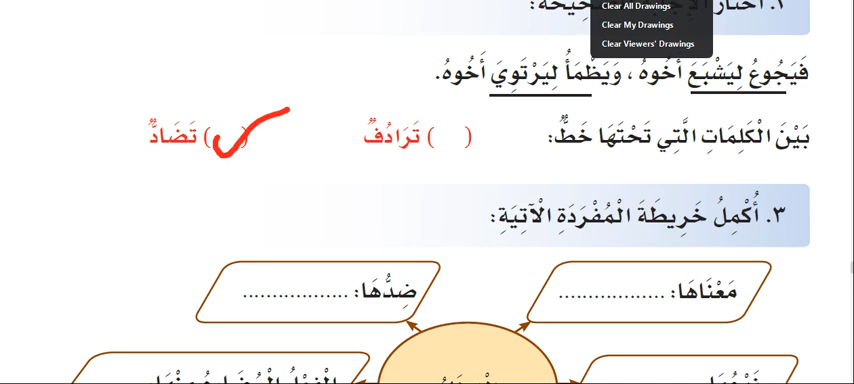 Clear All Drawings
Clear My Drawings
Clear Viewers' Drawings
فَيَجُوعُ لِيَشْبَعَ أَخُوهُ ، وَيَظْمَأُ لِيَرْتَوِيَ أَخُوهُ.
بَيْنَ الْكَلِمَاتِ الَّتِي تَحْتَهَا خَطٌّ: ( ) تَرَادُفٌ ( ) تَضَادٌّ
٣. أُكْمِلُ خَرِيطَةَ الْمُفْرَدَةِ الْآتِيَةِ:
مَعْنَاهَا: ................... ضِدُّهَا: ...................